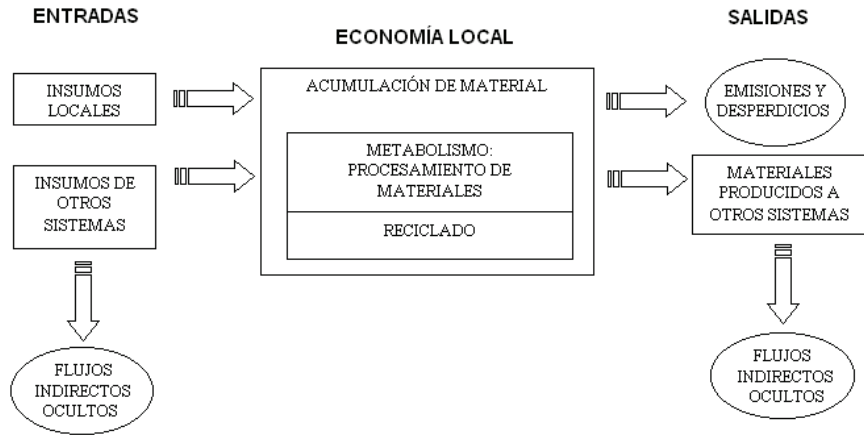 ENTRADAS
ECONOMÍA LOCAL
SALIDAS
INSUMOS
LOCALES
INSUMOS DE
OTROS
SISTEMAS
FLUJOS
INDIRECTOS
OCULTOS
ACUMULACIÓN DE MATERIAL
METABOLISMO:
PROCESAMIENTO DE
MATERIALES
RECICLADO
EMISIONES Y
DESPERDICIOS
MATERIALES
PRODUCIDOS A
OTROS SISTEMAS
FLUJOS
INDIRECTOS
OCULTOS